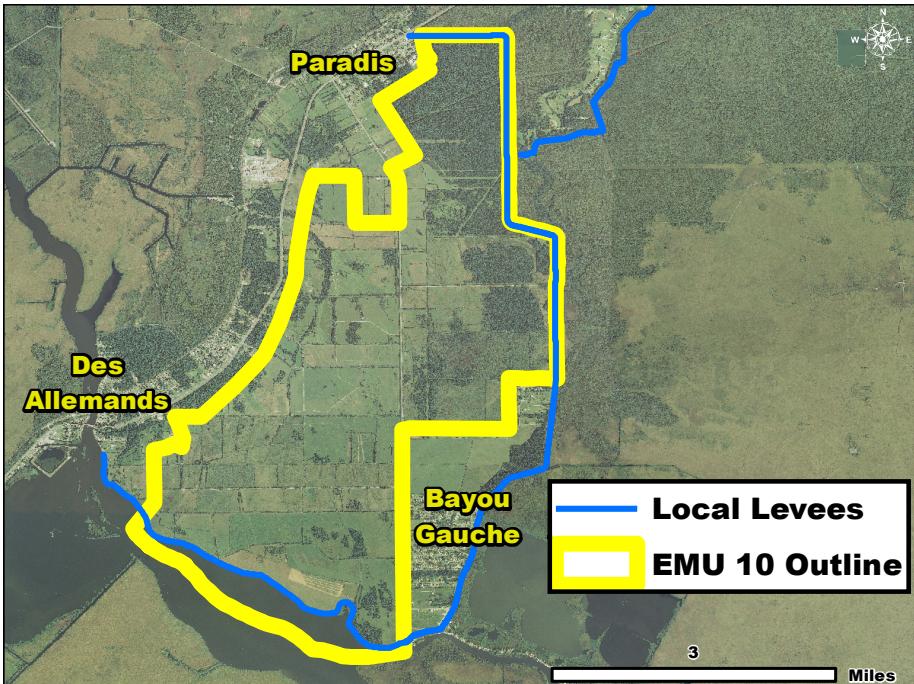 Paradis
N
W E
S
Des
Allemands
Bayou
Gauche
Local Levees
EMU 10 Outline
3
Miles